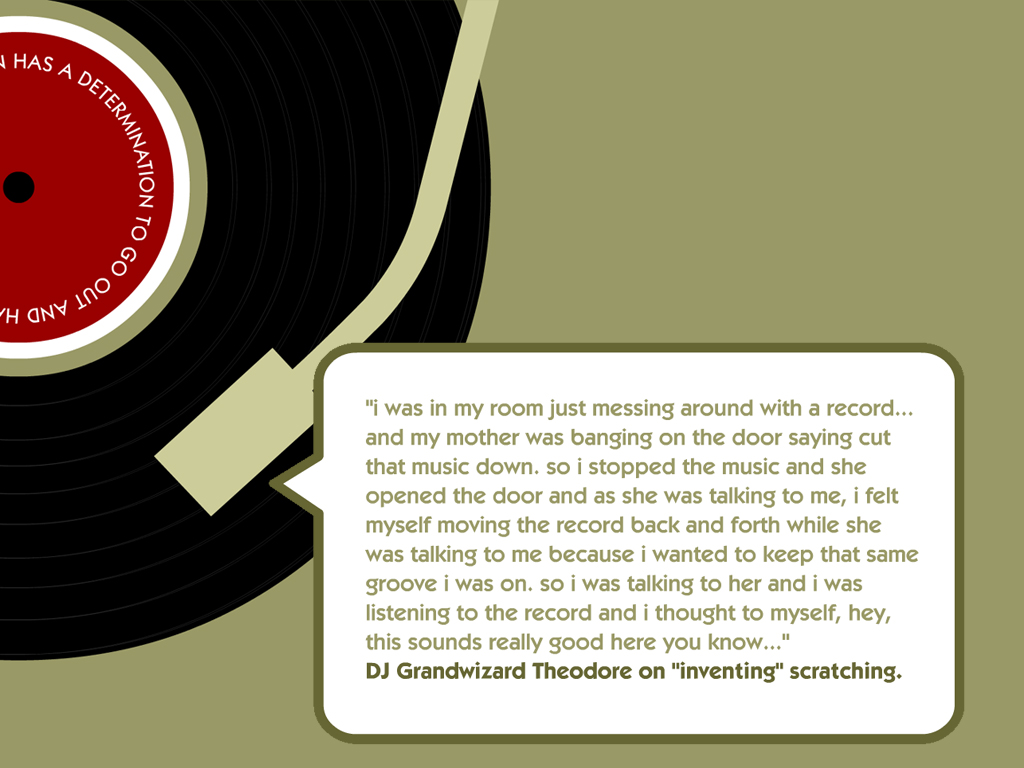 HAS A DETERMINATION TO GO OUT AND
"i was in my room just messing around with a record...
and my mother was banging on the door saying cut
that music down. so i stopped the music and she
opened the door and as she was talking to me, i felt
myself moving the record back and forth while she
was talking to me because i wanted to keep that same
groove i was on. so i was talking to her and i was
listening to the record and i thought to myself, hey,
this sounds really good here you know..."
DJ Grandwizard Theodore on "inventing" scratching.